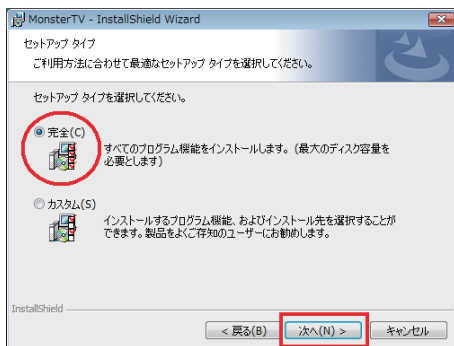 MonsterTV - InstallShield Wizard
セットアップ タイプ
ご利用方法に合わせて最適なセットアップ タイプを選択してください。
セットアップ タイプを選択してください。
完全(C)
すべてのプログラム機能をインストールします。(最大のディスク容量を
必要とします)
カスタム(S)
インストールするプログラム機能、およびインストール先を選択することが
できます。製品をよくご存知のユーザーにお勧めします。
InstallShield
< 戻る(B)
次へ(N) >
キャンセル